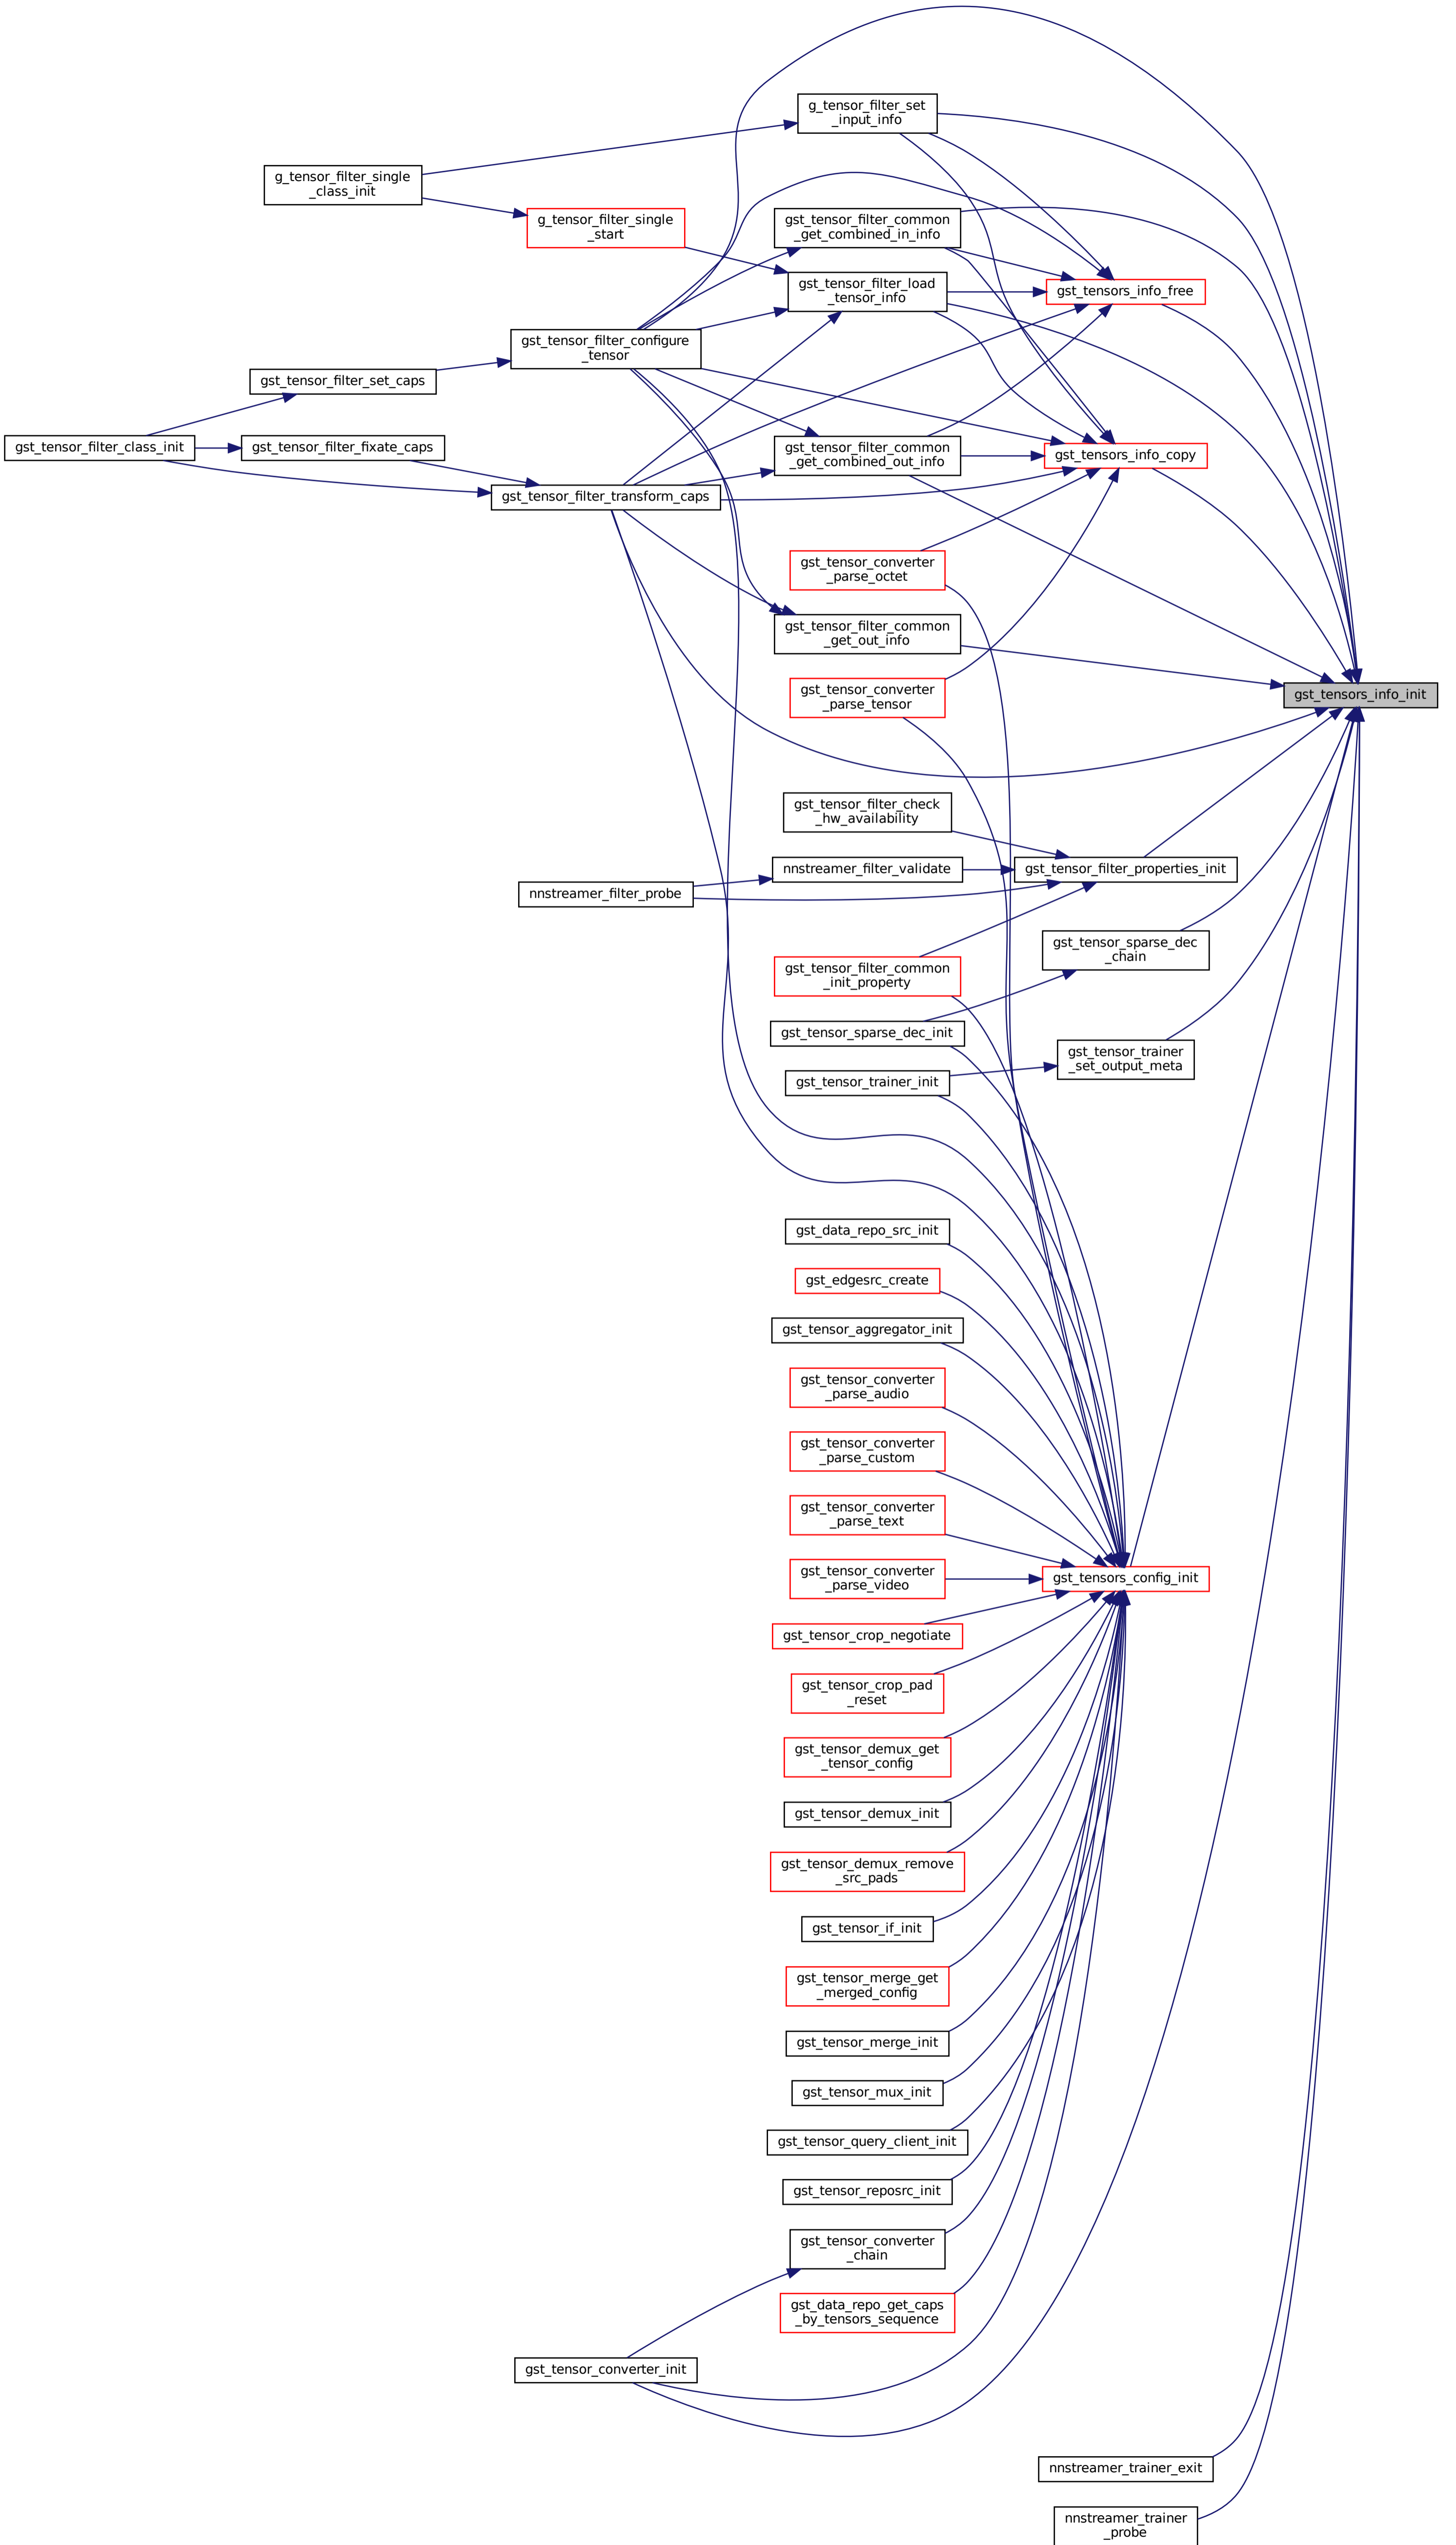 g_tensor_filter_set
_input_info
g_tensor_filter_single
_class_init
g_tensor_filter_single
_start
gst_tensor_filter_common
_get_combined_in_info
gst_tensor_filter_load
_tensor_info
gst_tensors_info_free
gst_tensor_filter_configure
_tensor
gst_tensor_filter_set_caps
gst_tensor_filter_class_init
gst_tensor_filter_fixate_caps
gst_tensor_filter_common
_get_combined_out_info
gst_tensors_info_copy
gst_tensor_filter_transform_caps
gst_tensor_converter
_parse_octet
gst_tensor_filter_common
_get_out_info
gst_tensor_converter
_parse_tensor
gst_tensors_info_init
gst_tensor_filter_check
_hw_availability
nnstreamer_filter_validate
gst_tensor_filter_properties_init
nnstreamer_filter_probe
gst_tensor_sparse_dec
_chain
gst_tensor_filter_common
_init_property
gst_tensor_sparse_dec_init
gst_tensor_trainer
_set_output_meta
gst_tensor_trainer_init
gst_data_repo_src_init
gst_edgesrc_create
gst_tensor_aggregator_init
gst_tensor_converter
_parse_audio
gst_tensor_converter
_parse_custom
gst_tensor_converter
_parse_text
gst_tensor_converter
_parse_video
gst_tensors_config_init
gst_tensor_crop_negotiate
gst_tensor_crop_pad
_reset
gst_tensor_demux_get
_tensor_config
gst_tensor_demux_init
gst_tensor_demux_remove
_src_pads
gst_tensor_if_init
gst_tensor_merge_get
_merged_config
gst_tensor_merge_init
gst_tensor_mux_init
gst_tensor_query_client_init
gst_tensor_reposrc_init
gst_tensor_converter
_chain
gst_data_repo_get_caps
_by_tensors_sequence
gst_tensor_converter_init
nnstreamer_trainer_exit
nnstreamer_trainer
_probe